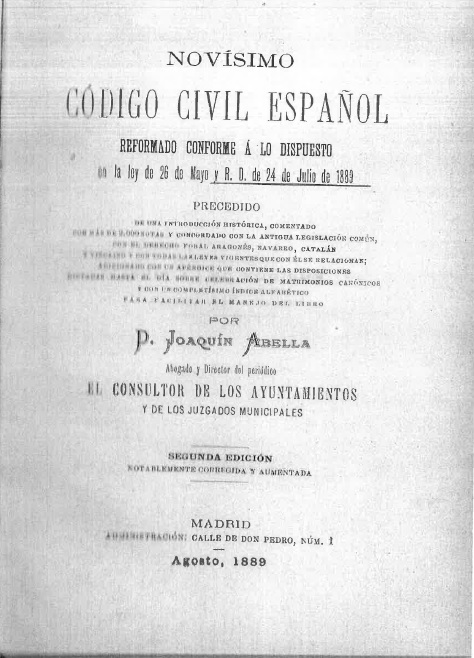 NOVÍSIMO
CÓDIGO CIVIL ESPAÑOL
REFORMADO CONFORME Á LO DISPUESTO
en la ley de 26 de Mayo y R. D. de 24 de Julio de 1889
PRECEDIDO
DE UNA INTRODUCCIÓN HISTÓRICA, COMENTADO
CON MÁS DE 2.000 NOTAS Y CONCORDADO CON LA ANTIGUA LEGISLACIÓN COMÚN,
CON EL DERECHO FORAL ARAGONÉS, NAVARRO, CATALÁN
Y VIZCAINO Y CON TODAS LAS LEYES VIGENTES QUE CON ÉL SE RELACIONAN;
ADICIONADO CON UN APÉNDICE QUE CONTIENE LAS DISPOSICIONES
DICTADAS HASTA EL DÍA SOBRE CELEBRACIÓN DE MATRIMONIOS CANÓNICOS
Y CON UN COMPLETÍSIMO ÍNDICE ALFABÉTICO
PARA FACILITAR EL MANEJO DEL LIBRO
POR
D. JOAQUÍN ABELLA
Abogado y Director del periódico
EL CONSULTOR DE LOS AYUNTAMIENTOS
Y DE LOS JUZGADOS MUNICIPALES
SEGUNDA EDICIÓN
NOTABLEMENTE CORREGIDA Y AUMENTADA
MADRID
ADMINISTRACIÓN: CALLE DE DON PEDRO, NÚM. 1
Agosto, 1889